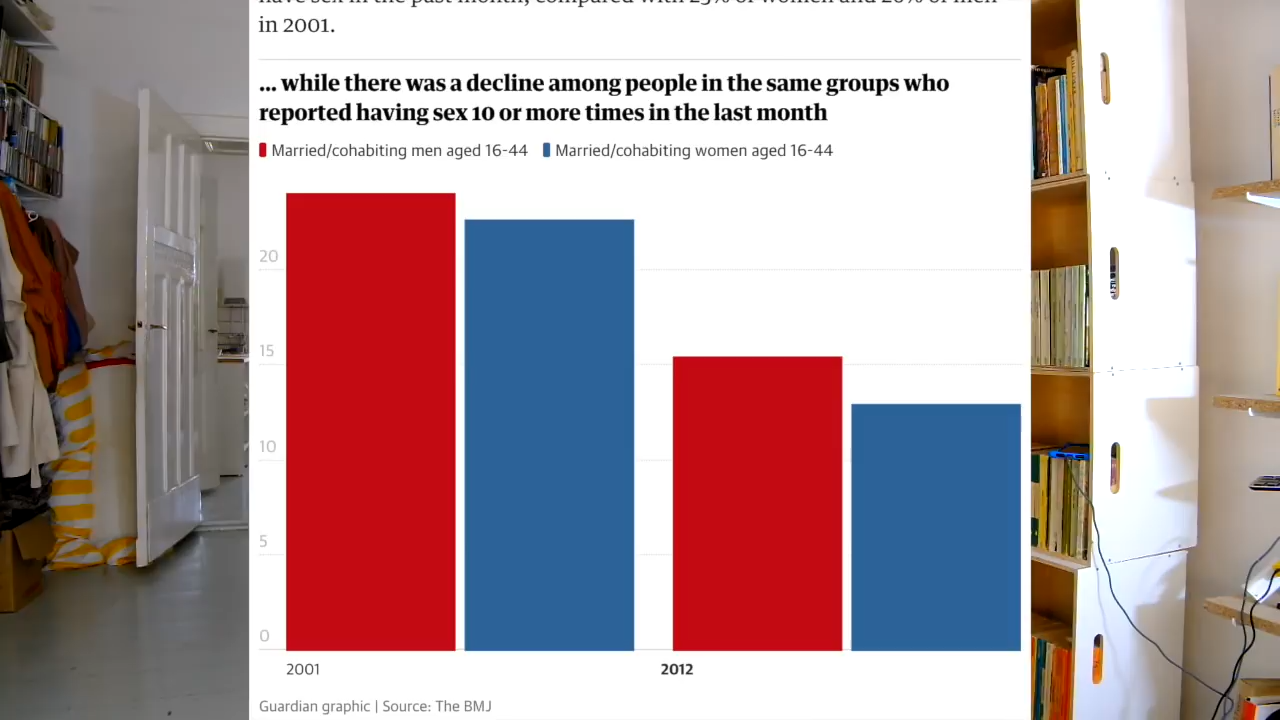 in 2001.
... while there was a decline among people in the same groups who
reported having sex 10 or more times in the last month
Married/cohabiting men aged 16-44 Married/cohabiting women aged 16-44
20
15
10
5
0
2001 2012
Guardian graphic | Source: The BMJ